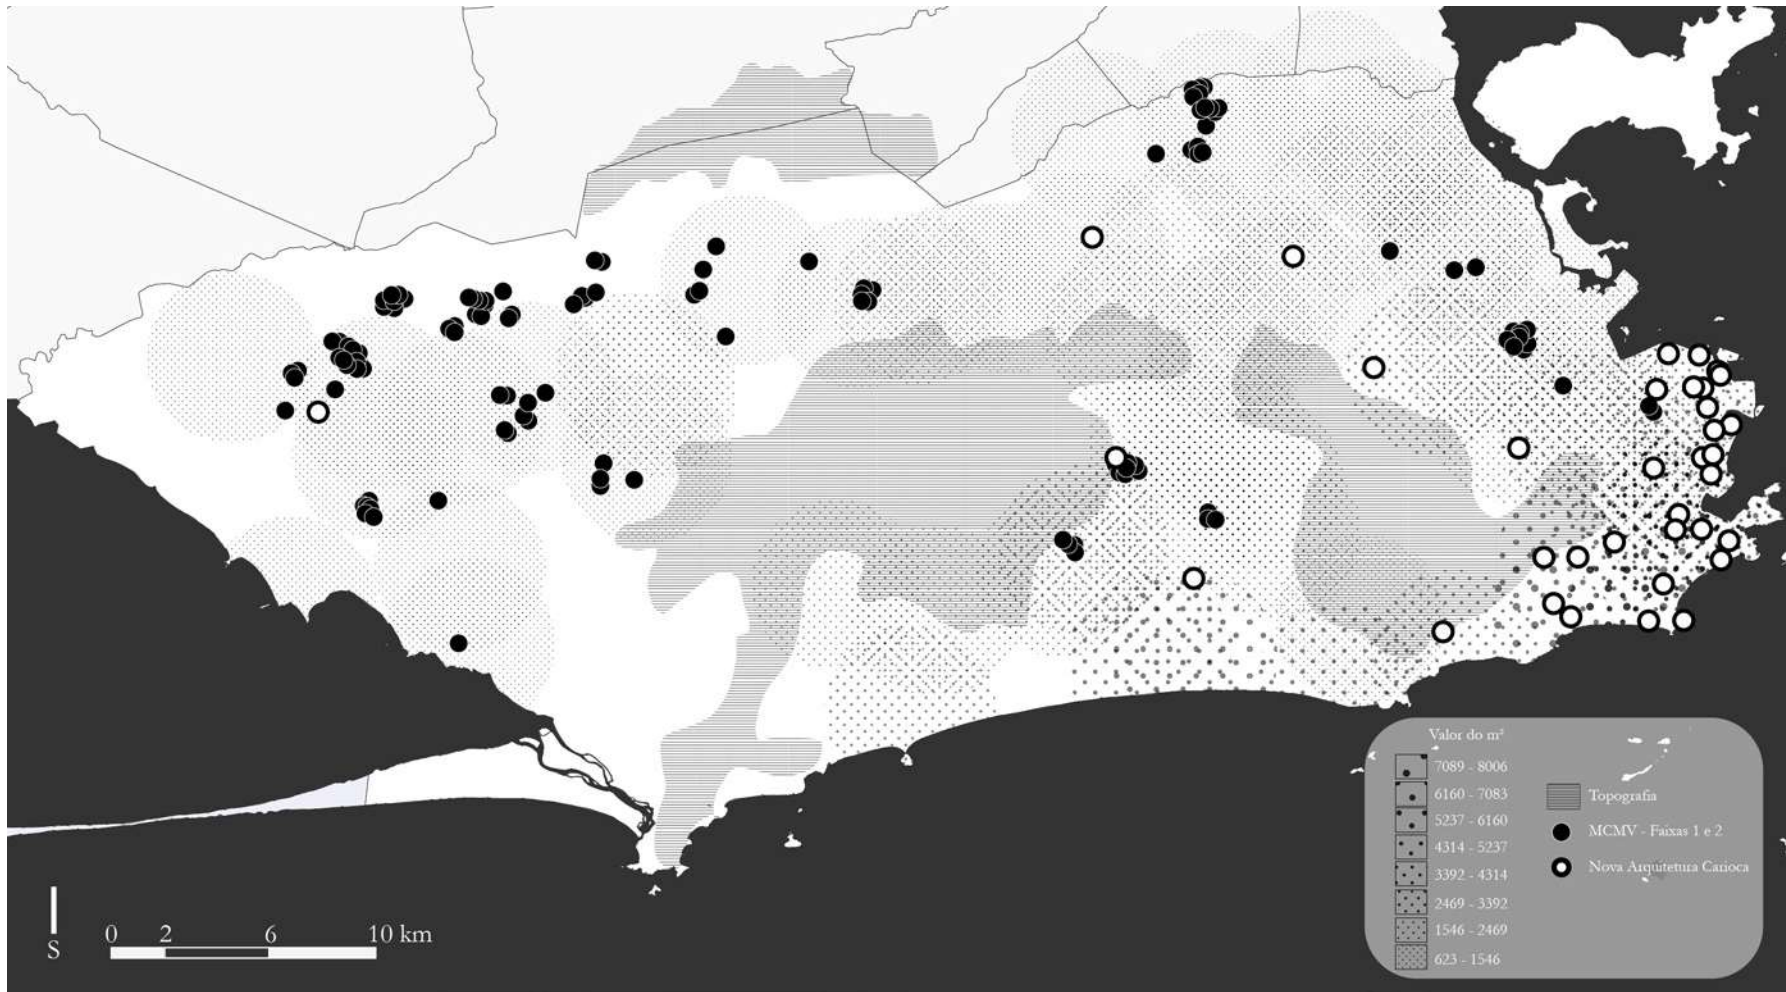 Valor do m²
7089 - 8006
6160 - 7083
5237 - 6160
4314 - 5237
3392 - 4314
2469 - 3392
1546 - 2469
623 - 1546
Topografia
MCMV - Faixas 1 e 2
Nova Arquitetura Carioca
S
0 2 6 10 km